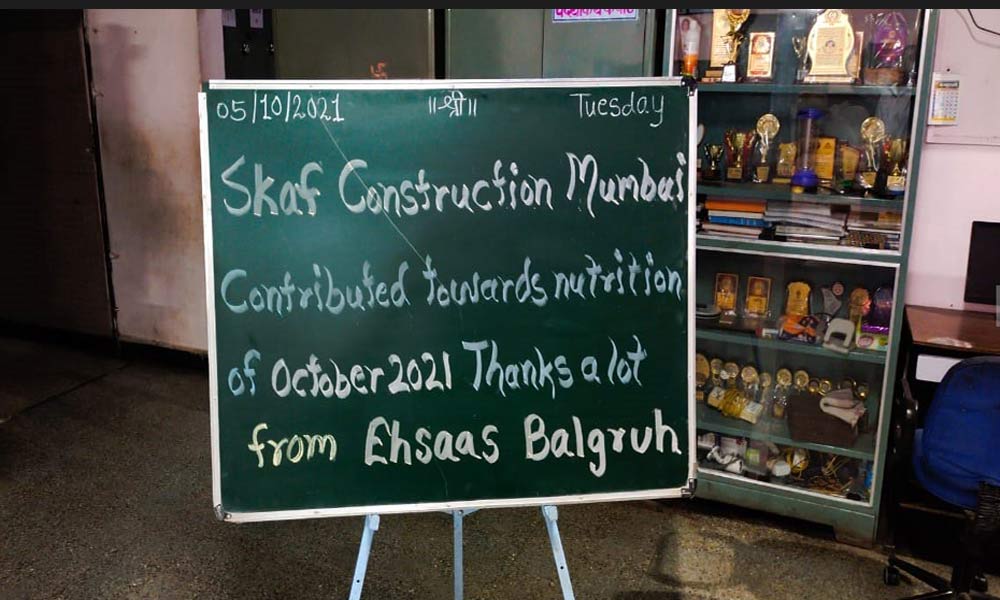 05/10/2021 ॥श्री॥ Tuesday
Skaf Construction Mumbai
Contributed towards nutrition
of October 2021 Thanks a lot
from Ehsaas Balgruh